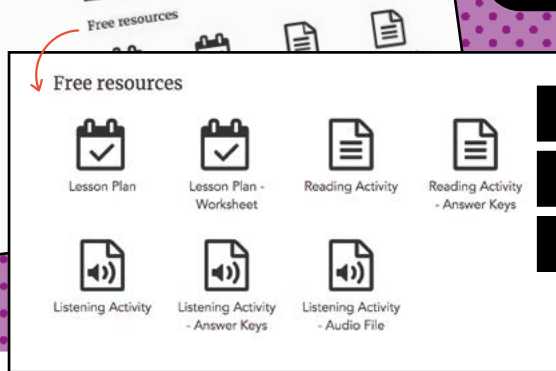 Free resources
Free resources
Lesson Plan
Lesson Plan -
Worksheet
Reading Activity
Reading Activity
- Answer Keys
Listening Activity
Listening Activity
- Answer Keys
Listening Activity
- Audio File